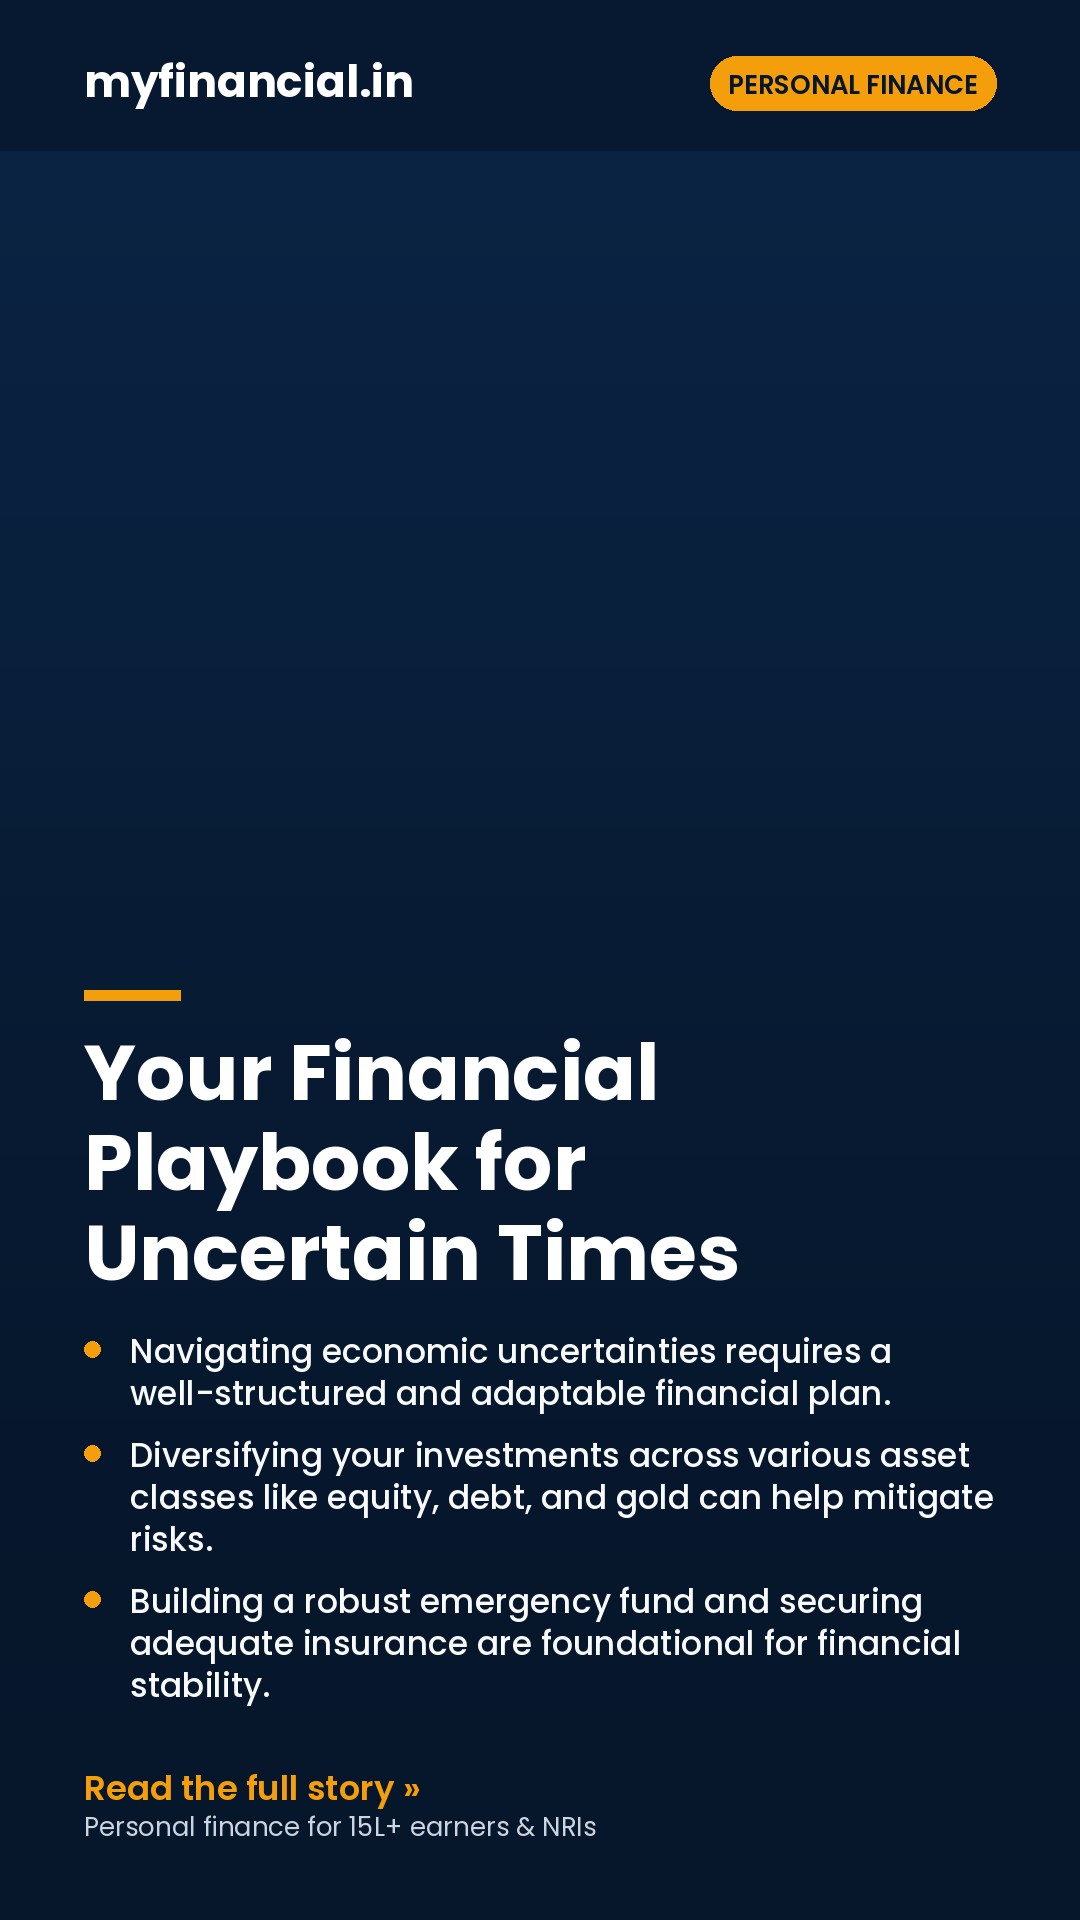 myfinancial.in
PERSONAL FINANCE
Your Financial
Playbook for
Uncertain Times
Navigating economic uncertainties requires a
well-structured and adaptable financial plan.
Diversifying your investments across various asset
classes like equity, debt, and gold can help mitigate
risks.
Building a robust emergency fund and securing
adequate insurance are foundational for financial
stability.
Read the full story »
Personal finance for 15L+ earners & NRIs